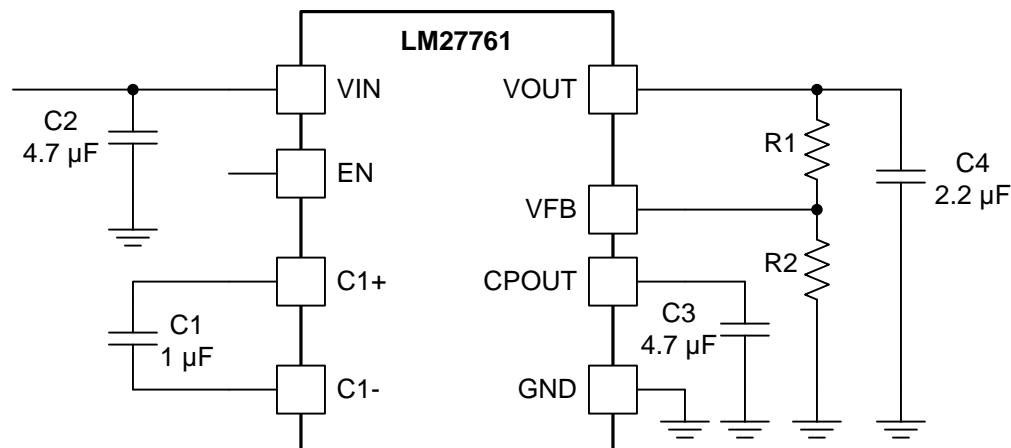 LM27761
VIN
VOUT
C2
4.7 µF
R1
EN
C4
2.2 µF
VFB
R2
C1+
CPOUT
C1
1 µF
C3
4.7 µF
C1-
GND